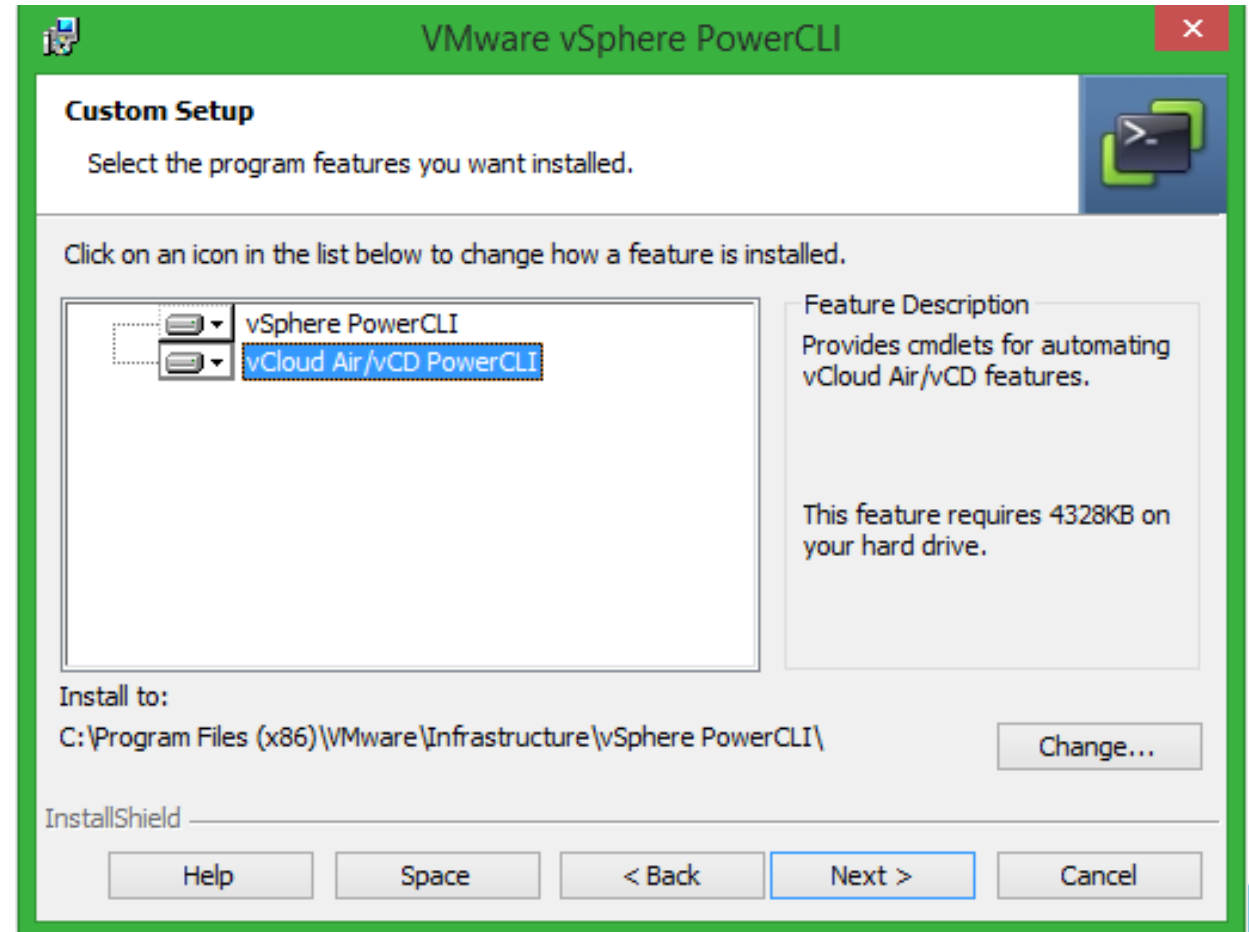 VMware vSphere PowerCLI
Custom Setup
Select the program features you want installed.
Click on an icon in the list below to change how a feature is installed.
vSphere PowerCLI
vCloud Air/vCD PowerCLI
Feature Description
Provides cmdlets for automating
vCloud Air/vCD features.
This feature requires 4328KB on
your hard drive.
Install to:
C:\Program Files (x86)\VMware\Infrastructure\vSphere PowerCLI\
Change...
InstallShield
Help
Space
< Back
Next >
Cancel